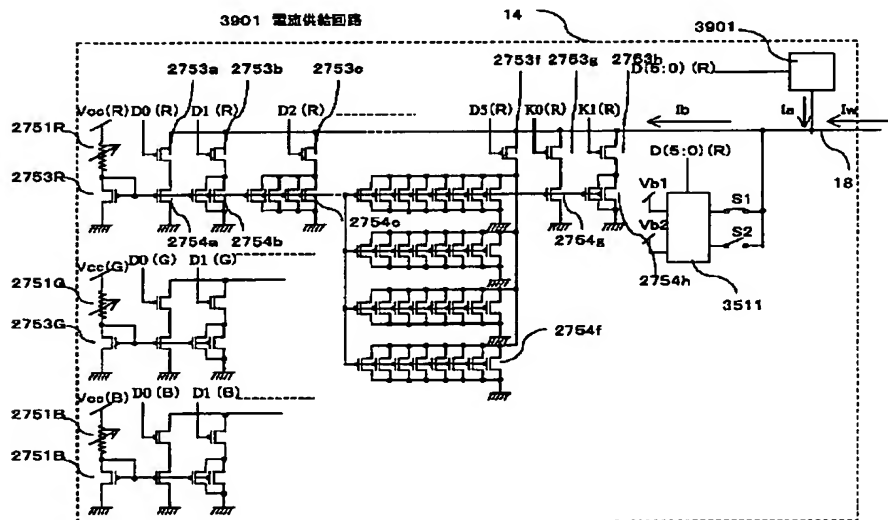 3901 電流供給回路
14
3901
2753a
2753b
2753c
2753f
2763g
2763h
D(5:0)(R)
Vcc(R)
D0(R)
D1(R)
D2(R)
D5(R)
K0(R)
K1(R)
Ib
Ia
Iw
2751R
2753R
18
D(5:0)(R)
Vb1
Vb2
S1
S2
2754a
2754b
2754c
2754g
2754h
3511
Vcc(G)
D0(G)
D1(G)
2751G
2753G
2754f
Vcc(B)
D0(B)
D1(B)
2751B
2751B